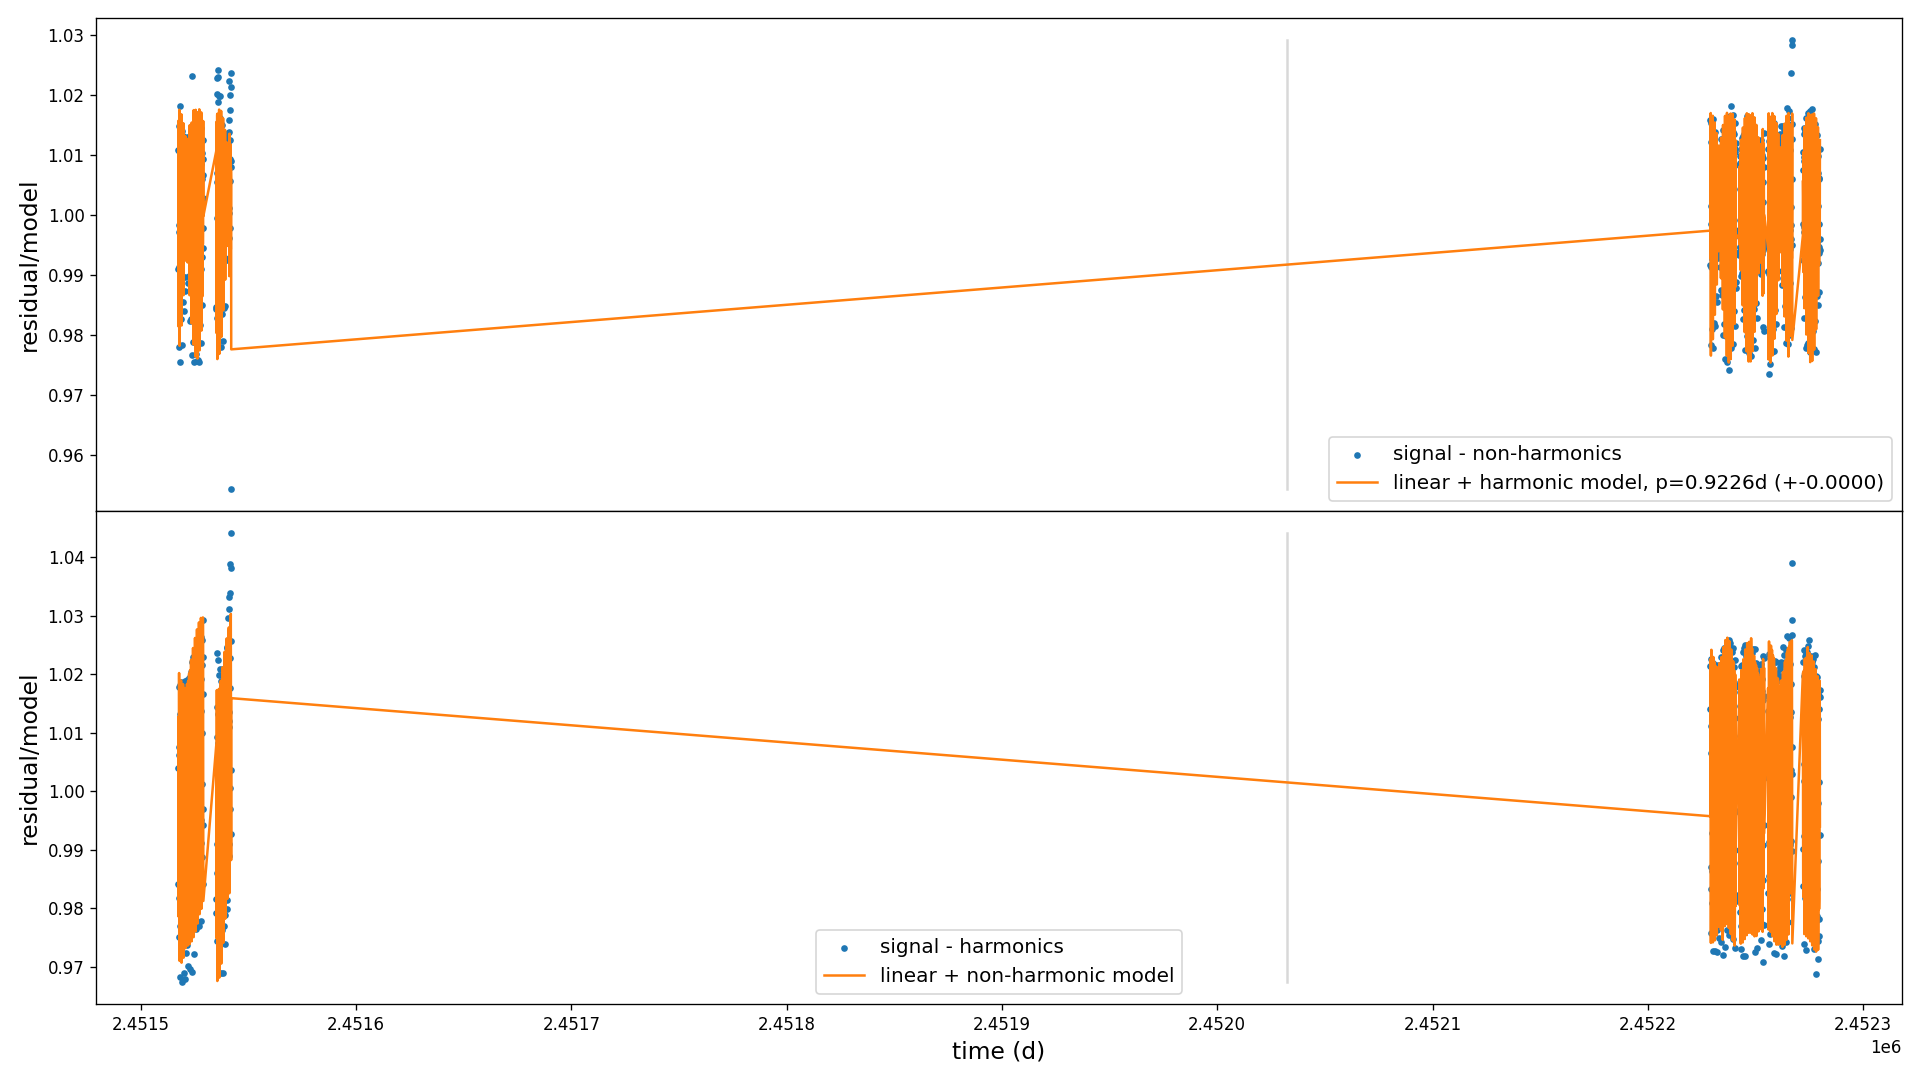 1.03
1.02
1.01
1.00
0.99
0.98
0.97
0.96
residual/model
signal - non-harmonics
linear + harmonic model, p=0.9226d (+-0.0000)
1.04
1.03
1.02
1.01
1.00
0.99
0.98
0.97
residual/model
signal - harmonics
linear + non-harmonic model
2.4515 2.4516 2.4517 2.4518 2.4519 2.4520 2.4521 2.4522 2.4523
1e6
time (d)